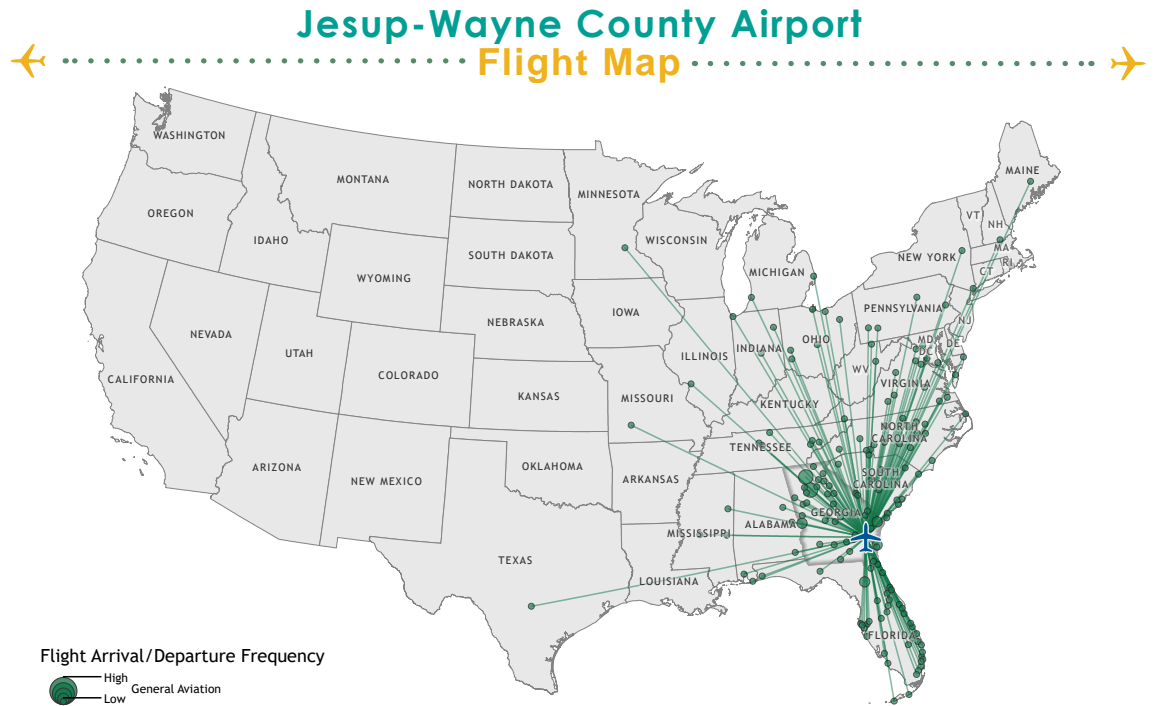 Jesup-Wayne County Airport
Flight Map
WASHINGTON
MONTANA
NORTH DAKOTA
MINNESOTA
MAINE
OREGON
IDAHO
SOUTH DAKOTA
WISCONSIN
VT
NH
WYOMING
MICHIGAN
NEW YORK
MA
CT
RI
IOWA
NEBRASKA
PENNSYLVANIA
NJ
NEVADA
UTAH
COLORADO
ILLINOIS
INDIANA
OHIO
MD
DE
DC
WV
CALIFORNIA
KANSAS
MISSOURI
KENTUCKY
VIRGINIA
NORTH
CAROLINA
TENNESSEE
ARIZONA
NEW MEXICO
OKLAHOMA
ARKANSAS
SOUTH
CAROLINA
GEORGIA
ALABAMA
MISSISSIPPI
TEXAS
LOUISIANA
FLORIDA
Flight Arrival/Departure Frequency
High
General Aviation
Low